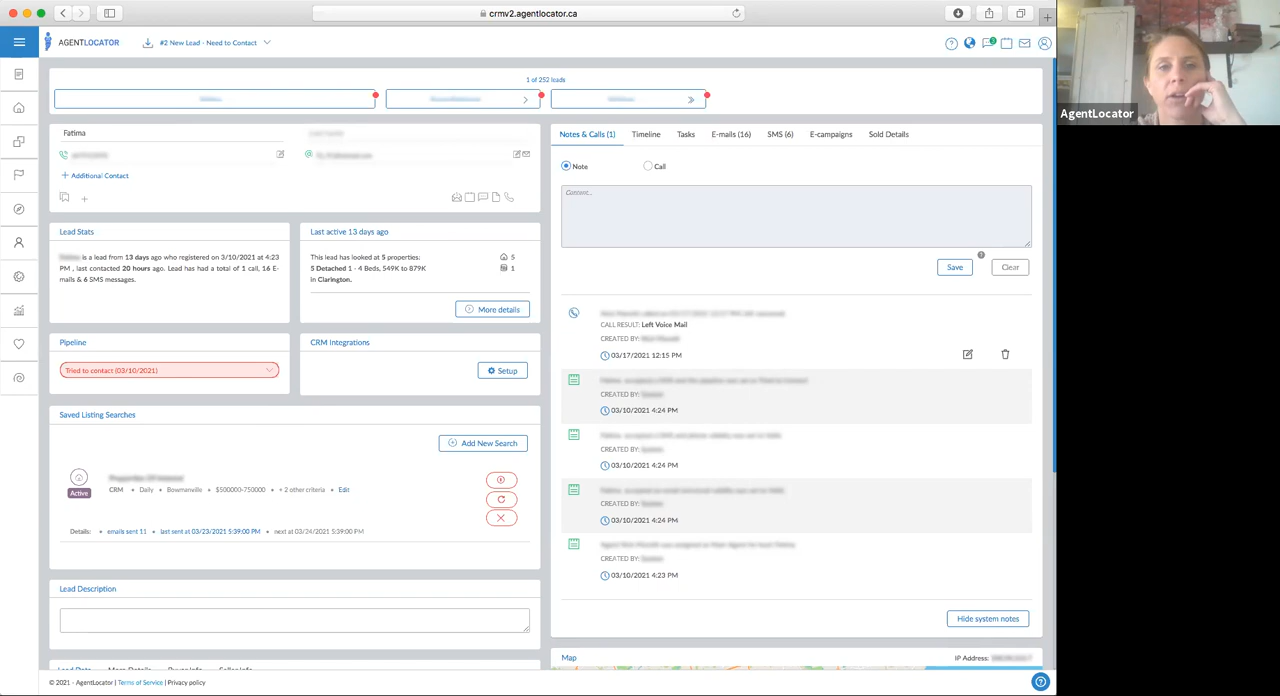 crmv2.agentlocator.ca
AGENTLOCATOR
#2 New Lead - Need to Contact
3
1 of 252 leads
Fatima
Additional Contact
Lead Stats
is a lead from 13 days ago who registered on 3/10/2021 at 4:23
PM , last contacted 20 hours ago. Lead has had a total of 1 call, 16 E-
mails & 6 SMS messages.
Last active 13 days ago
This lead has looked at 5 properties:
5 Detached 1 - 4 Beds, 549K to 879K
in Clarington.
5
1
More details
Pipeline
Tried to contact (03/10/2021)
CRM Integrations
Setup
Saved Listing Searches
Add New Search
Active
CRM • Daily • Bowmanville • $500000-750000 • + 2 other criteria • Edit
Details: • emails sent 11 • last sent at 03/23/2021 5:39:00 PM • next at 03/24/2021 5:39:00 PM
Lead Description
Lead Data More Details Buyer Info Seller Info
Notes & Calls (1) Timeline Tasks E-mails (16) SMS (6) E-campaigns Sold Details
Note Call
Content...
Save Clear
CALL RESULT: Left Voice Mail
CREATED BY:
03/17/2021 12:15 PM
CREATED BY:
03/10/2021 4:24 PM
CREATED BY:
03/10/2021 4:24 PM
CREATED BY:
03/10/2021 4:24 PM
CREATED BY:
03/10/2021 4:23 PM
Hide system notes
Map IP Address:
© 2021 - AgentLocator | Terms of Service | Privacy policy
AgentLocator